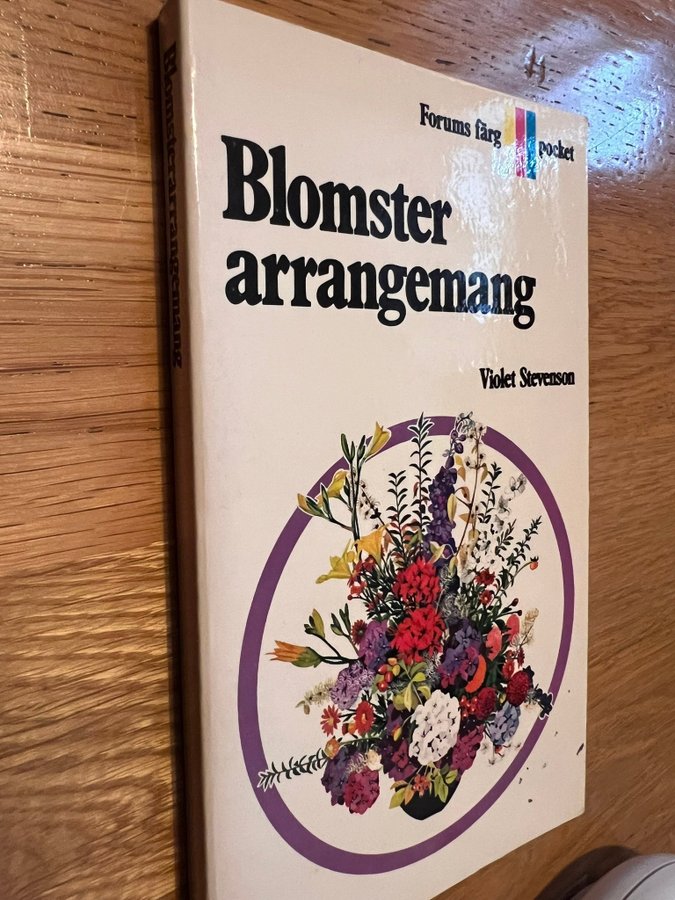 Forums färg pocket
Blomster
arrangemang
Violet Stevenson
Blomsterarrangemang